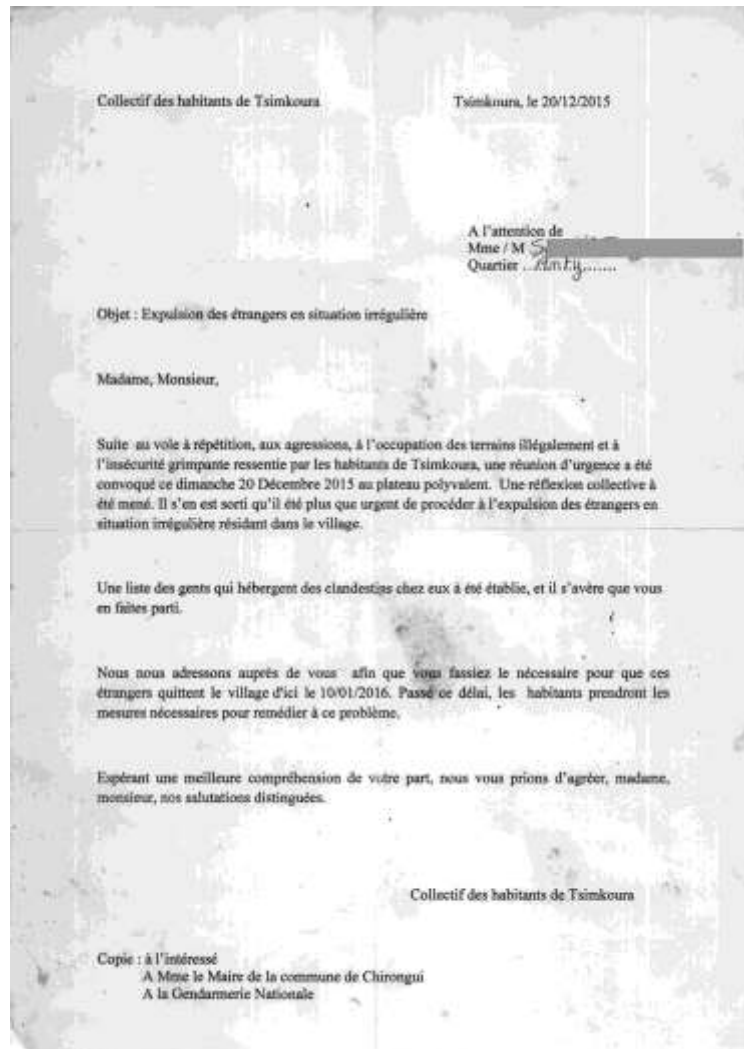 Collectif des habitants de Tsimkoura
Tsimkoura, le 20/12/2015
A l'attention de
Mme / M
Quartier
Objet : Expulsion des étrangers en situation irrégulière
Madame, Monsieur,
Suite au vole à répétition, aux agressions, à l'occupation des terrains illégalement et à
l'insécurité grimpante ressentie par les habitants de Tsimkoura, une réunion d'urgence a été
convoqué ce dimanche 20 Décembre 2015 au plateau polyvalent. Une réflexion collective à
été mené. Il s'en est sorti qu'il été plus que urgent de procéder à l'expulsion des étrangers en
situation irrégulière résidant dans le village.
Une liste des gents qui hébergent des clandestins chez eux à été établie, et il s'avère que vous
en faites parti.
Nous nous adressons auprès de vous afin que vous fassiez le nécessaire pour que ces
étrangers quittent le village d'ici le 10/01/2016. Passé ce délai, les habitants prendront les
mesures nécessaires pour remédier à ce problème.
Espérant une meilleure compréhension de votre part, nous vous prions d'agréer, madame,
monsieur, nos salutations distinguées.
Collectif des habitants de Tsimkoura
Copie : à l'intéressé
A Mme le Maire de la commune de Chirongui
A la Gendarmerie Nationale